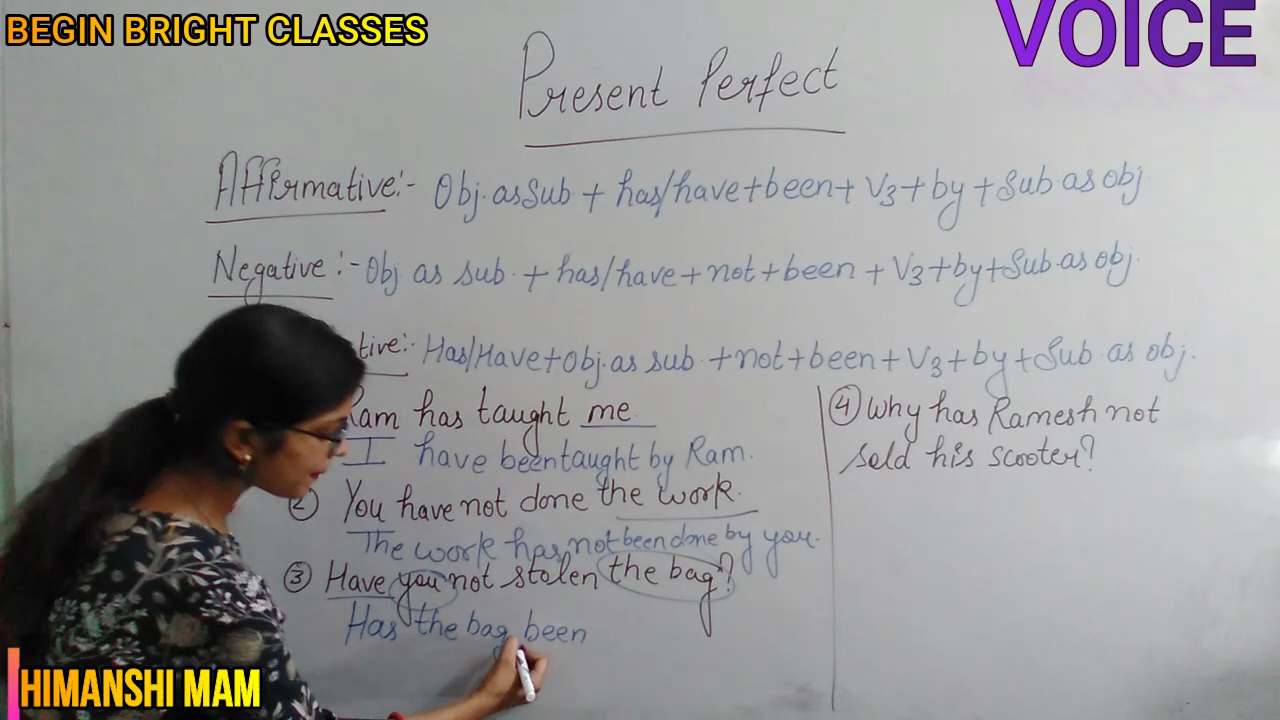 BEGIN BRIGHT CLASSES
VOICE
Present Perfect
Affirmative:- Obj. as Sub + has/have+been+ V3+by+Sub as obj
Negative:- Obj as sub + has/have+not+been+V3+by+Sub as obj.
tive:- Has/Have+Obj. as sub +not+been+V3+by+Sub as obj.
Ram has taught me
I have been taught by Ram.
② You have not done the work.
The work has not been done by you.
③ Have you not stolen the bag?
Has the bag been
④ Why has Ramesh not
sold his scooter?
HIMANSHI MAM